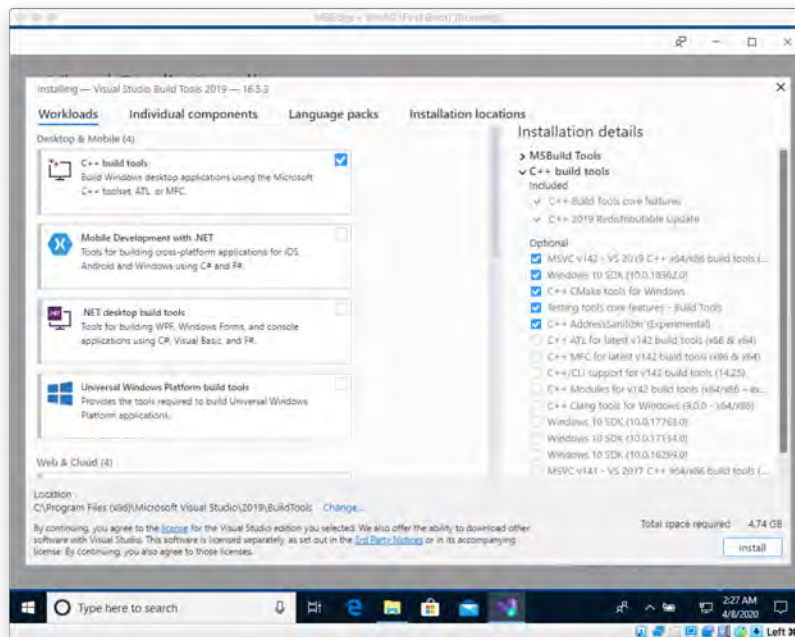 MSEdge - Win10 (First Boot) [Running]
Installing — Visual Studio Build Tools 2019 — 16.5.3
Workloads Individual components Language packs Installation locations
Desktop & Mobile (4)
C++ build tools
Build Windows desktop applications using the Microsoft
C++ toolset, ATL, or MFC.
Mobile Development with .NET
Tools for building cross-platform applications for iOS,
Android and Windows using C# and F#.
.NET desktop build tools
Tools for building WPF, Windows Forms, and console
applications using C#, Visual Basic, and F#.
Universal Windows Platform build tools
Provides the tools required to build Universal Windows
Platform applications.
Web & Cloud (4)
Installation details
MSBuild Tools
C++ build tools
Included
C++ Build Tools core features
C++ 2019 Redistributable Update
Optional
MSVC v142 - VS 2019 C++ x64/x86 build tools (...
Windows 10 SDK (10.0.18362.0)
C++ CMake tools for Windows
Testing tools core features - Build Tools
C++ AddressSanitizer (Experimental)
C++ ATL for latest v142 build tools (x86 & x64)
C++ MFC for latest v142 build tools (x86 & x64)
C++/CLI support for v142 build tools (14.25)
C++ Modules for v142 build tools (x64/x86 – ex...
C++ Clang tools for Windows (9.0.0 - x64/x86)
Windows 10 SDK (10.0.17763.0)
Windows 10 SDK (10.0.17134.0)
Windows 10 SDK (10.0.16299.0)
MSVC v141 - VS 2017 C++ x64/x86 build tools (...
Location
C:\Program Files (x86)\Microsoft Visual Studio\2019\BuildTools Change...
By continuing, you agree to the license for the Visual Studio edition you selected. We also offer the ability to download other
software with Visual Studio. This software is licensed separately, as set out in the 3rd Party Notices or in its accompanying
license. By continuing, you also agree to those licenses.
Total space required 4.74 GB
Install
Type here to search
2:27 AM
4/8/2020
Left ⌘